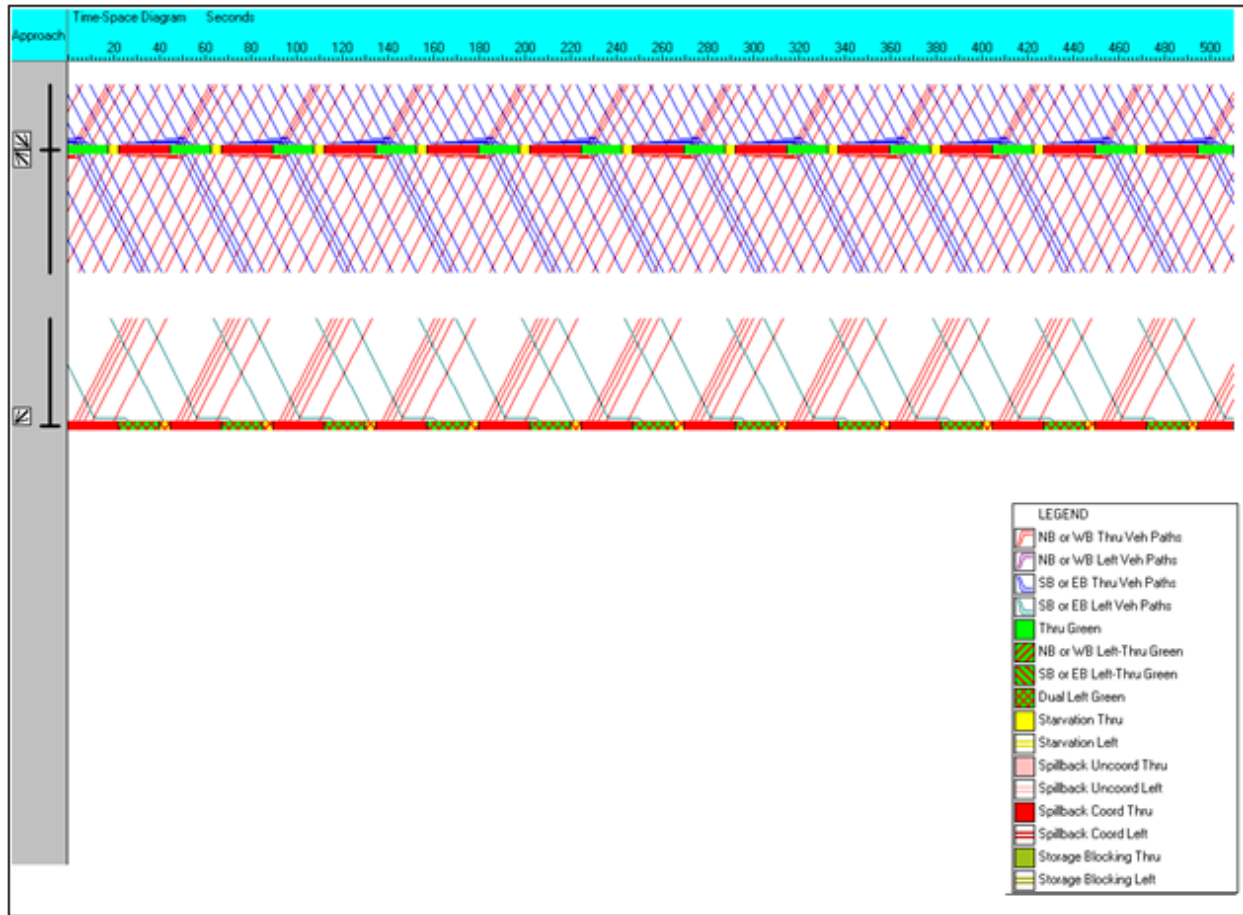 Time-Space Diagram Seconds
Approach
20 40 60 80 100 120 140 160 180 200 220 240 260 280 300 320 340 360 380 400 420 440 460 480 500
LEGEND
NB or WB Thru Veh Paths
NB or WB Left Veh Paths
SB or EB Thru Veh Paths
SB or EB Left Veh Paths
Thru Green
NB or WB Left-Thru Green
SB or EB Left-Thru Green
Dual Left Green
Starvation Thru
Starvation Left
Spillback Uncoord Thru
Spillback Uncoord Left
Spillback Coord Thru
Spillback Coord Left
Storage Blocking Thru
Storage Blocking Left